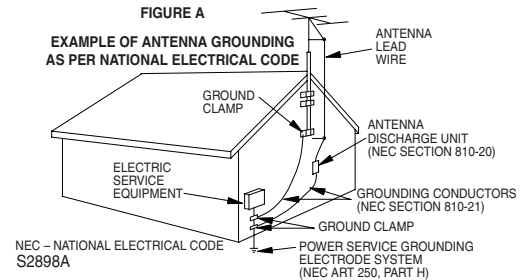 FIGURE A
EXAMPLE OF ANTENNA GROUNDING
AS PER NATIONAL ELECTRICAL CODE
ANTENNA
LEAD
WIRE
GROUND
CLAMP
ANTENNA
DISCHARGE UNIT
(NEC SECTION 810-20)
ELECTRIC
SERVICE
EQUIPMENT
GROUNDING CONDUCTORS
(NEC SECTION 810-21)
GROUND CLAMP
POWER SERVICE GROUNDING
ELECTRODE SYSTEM
(NEC ART 250, PART H)
NEC – NATIONAL ELECTRICAL CODE
S2898A